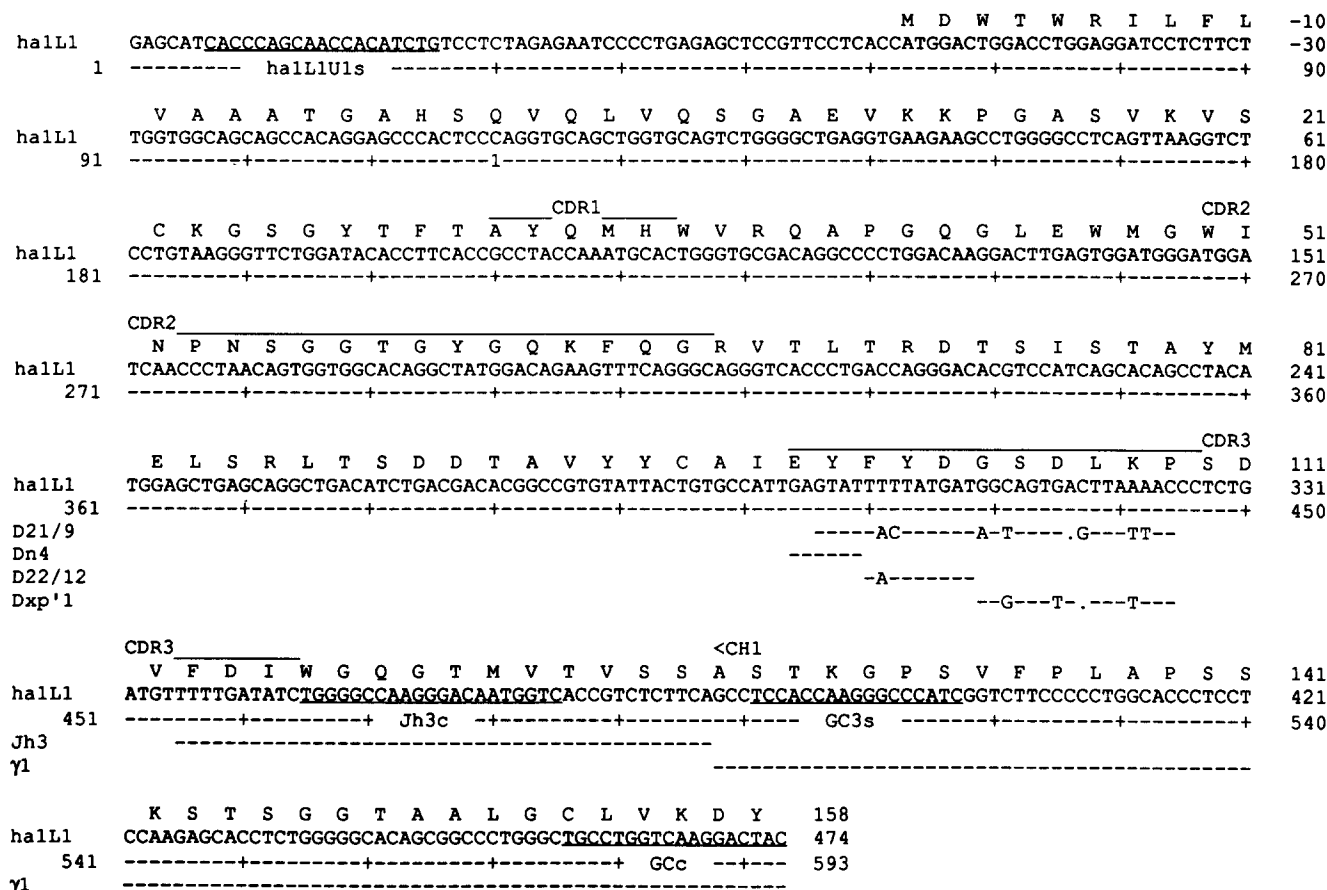 M D W T W R I L F L -10
ha1L1 GAGCATCACCCAGCAACCACATCTGTCCTCTAGAGAATCCCCTGAGAGCTCCGTTCCTCACCATGGACTGGACCTGGAGGATCCTCTTCT -30
1 --------- ha1L1U1s --------+---------+---------+---------+---------+---------+---------+ 90
V A A A T G A H S Q V Q L V Q S G A E V K K P G A S V K V S 21
ha1L1 TGGTGGCAGCAGCCACAGGAGCCCACTCCCAGGTGCAGCTGGTGCAGTCTGGGGCTGAGGTGAAGAAGCCTGGGGCCTCAGTTAAGGTCT 61
91 ---------+---------+---------1---------+---------+---------+---------+---------+---------+ 180
CDR1 CDR2
C K G S G Y T F T A Y Q M H W V R Q A P G Q G L E W M G W I 51
ha1L1 CCTGTAAGGGTTCTGGATACACCTTCACCGCCTACCAAATGCACTGGGTGCGACAGGCCCCTGGACAAGGACTTGAGTGGATGGGATGGA 151
181 ---------+---------+---------+---------+---------+---------+---------+---------+---------+ 270
CDR2
N P N S G G T G Y G Q K F Q G R V T L T R D T S I S T A Y M 81
ha1L1 TCAACCCTAACAGTGGTGGCACAGGCTATGGACAGAAGTTTCAGGGCAGGGTCACCCTGACCAGGGACACGTCCATCAGCACAGCCTACA 241
271 ---------+---------+---------+---------+---------+---------+---------+---------+---------+ 360
CDR3
E L S R L T S D D T A V Y Y C A I E Y F Y D G S D L K P S D 111
ha1L1 TGGAGCTGAGCAGGCTGACATCTGACGACACGGCCGTGTATTACTGTGCCATTGAGTATTTTTATGATGGCAGTGACTTAAAACCCTCTG 331
361 ---------+---------+---------+---------+---------+---------+---------+---------+---------+ 450
D21/9 -----AC------A-T----.G---TT--
Dn4 ------
D22/12 -A-------
Dxp'1 --G---T-.---T---
CDR3 <CH1
V F D I W G Q G T M V T V S S A S T K G P S V F P L A P S S 141
ha1L1 ATGTTTTTGATATCTGGGGCCAAGGGACAATGGTCACCGTCTCTTCAGCCTCCACCAAGGGCCCATCGGTCTTCCCCCTGGCACCCTCCT 421
451 ---------+---------+ Jh3c -+---------+---------+---- GC3s -----+---------+---------+ 540
Jh3 -------------------------------------------
γ1 -------------------------------------------
K S T S G G T A A L G C L V K D Y 158
ha1L1 CCAAGAGCACCTCTGGGGGCACAGCGGCCCTGGGCTGCCTGGTCAAGGACTAC 474
541 ---------+---------+---------+---------+ GCc --+--- 593
γ1 -----------------------------------------------------